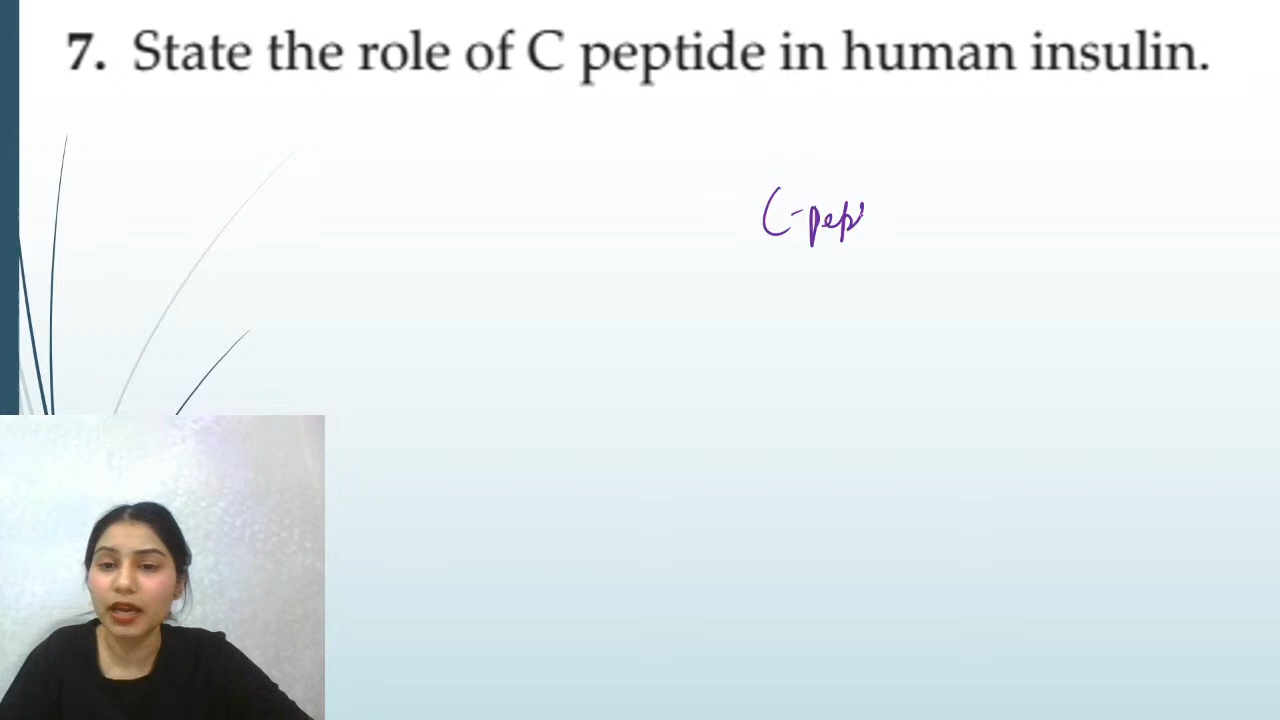 7. State the role of C peptide in human insulin.
C-pep